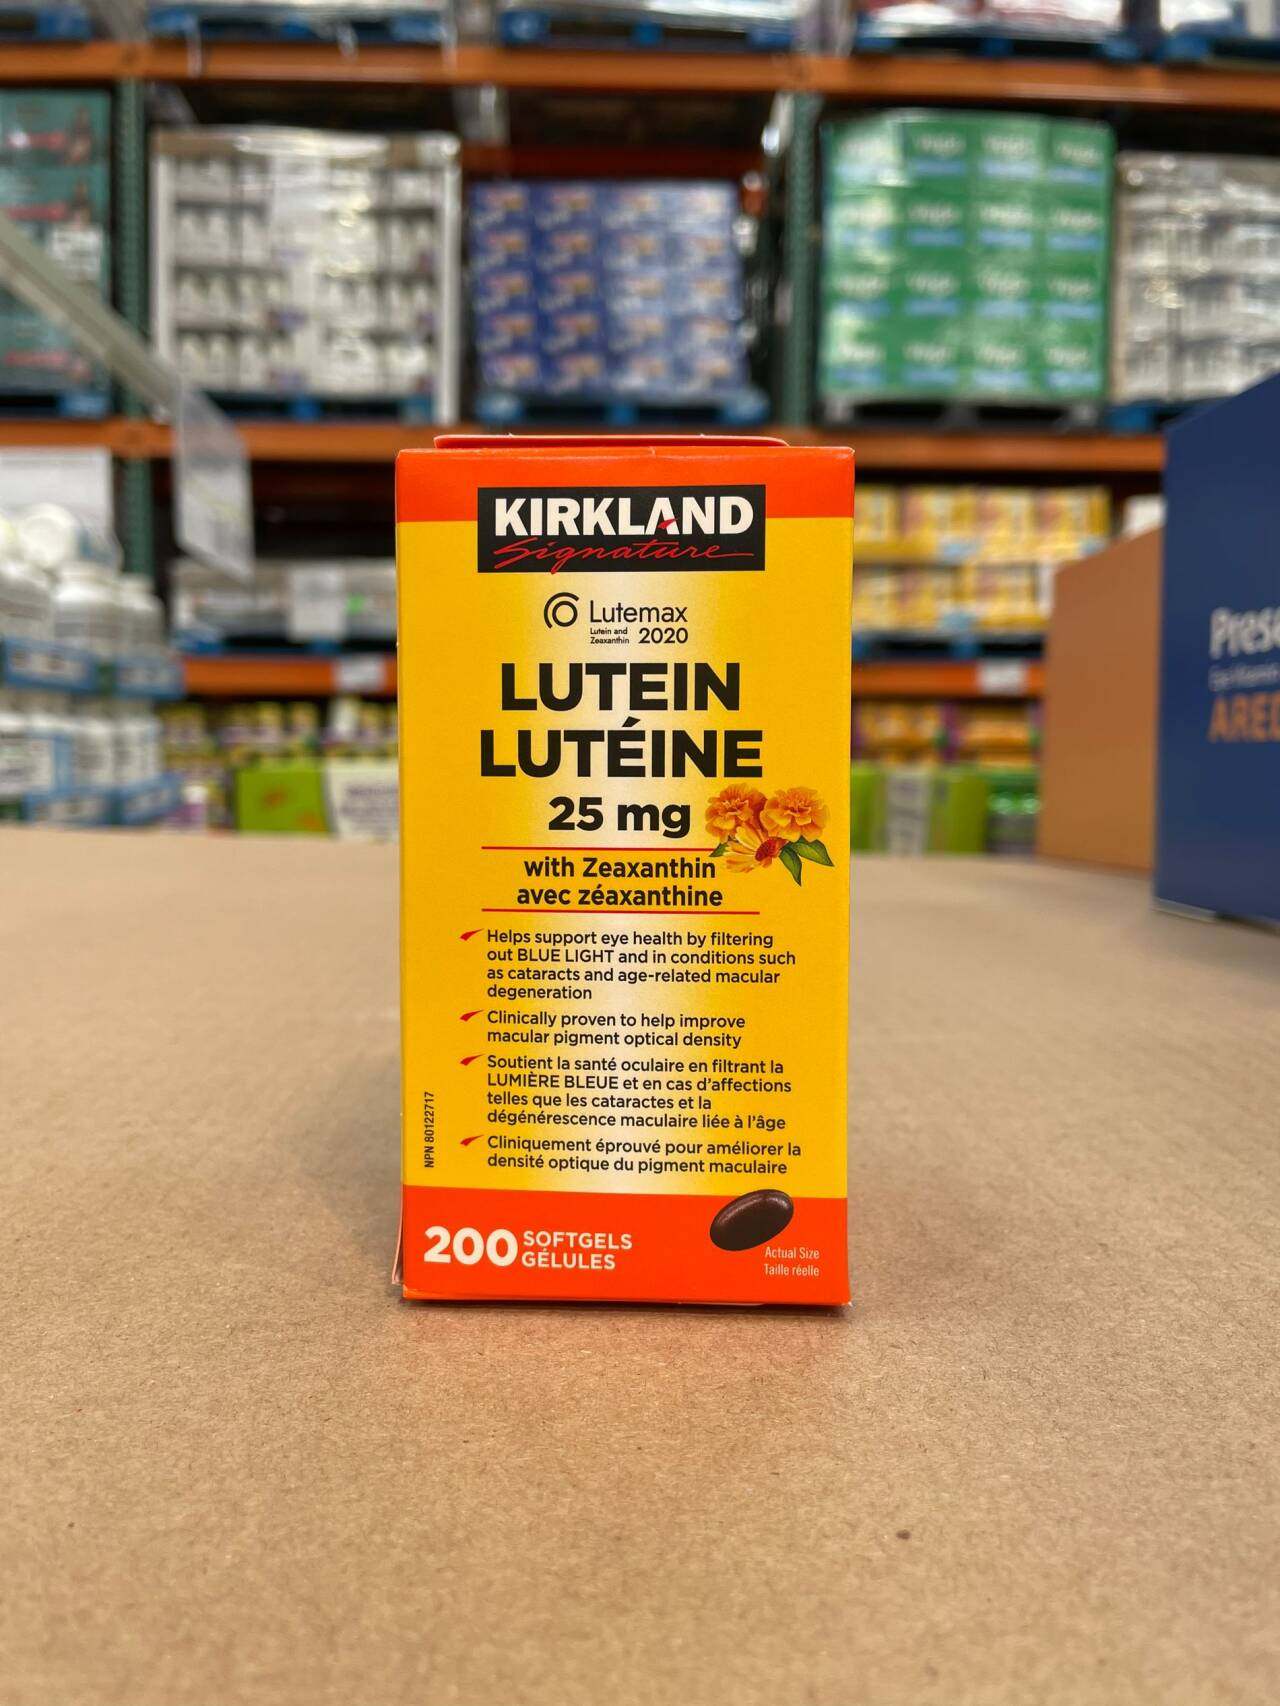 KIRKLAND
Signature
Lutemax
Lutein and
Zeaxanthin 2020
LUTEIN
LUTÉINE
25 mg
with Zeaxanthin
avec zéaxanthine
Helps support eye health by filtering
out BLUE LIGHT and in conditions such
as cataracts and age-related macular
degeneration
Clinically proven to help improve
macular pigment optical density
Soutient la santé oculaire en filtrant la
LUMIÈRE BLEUE et en cas d'affections
telles que les cataractes et la
dégénérescence maculaire liée à l'âge
Cliniquement éprouvé pour améliorer la
densité optique du pigment maculaire
NPN 80122717
200 SOFTGELS
GÉLULES
Actual Size
Taille réelle